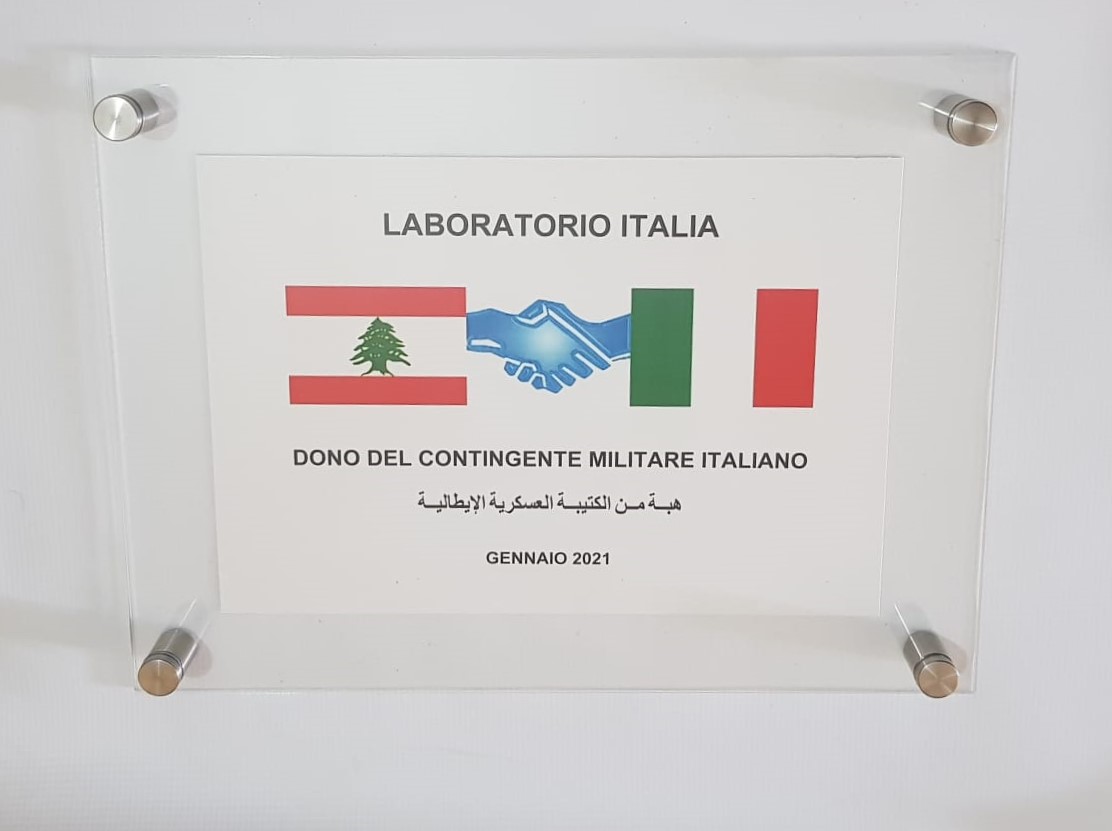 LABORATORIO ITALIA
DONO DEL CONTINGENTE MILITARE ITALIANO
هبـة مـن الكتيبـة العسكرية الإيطاليـة
GENNAIO 2021